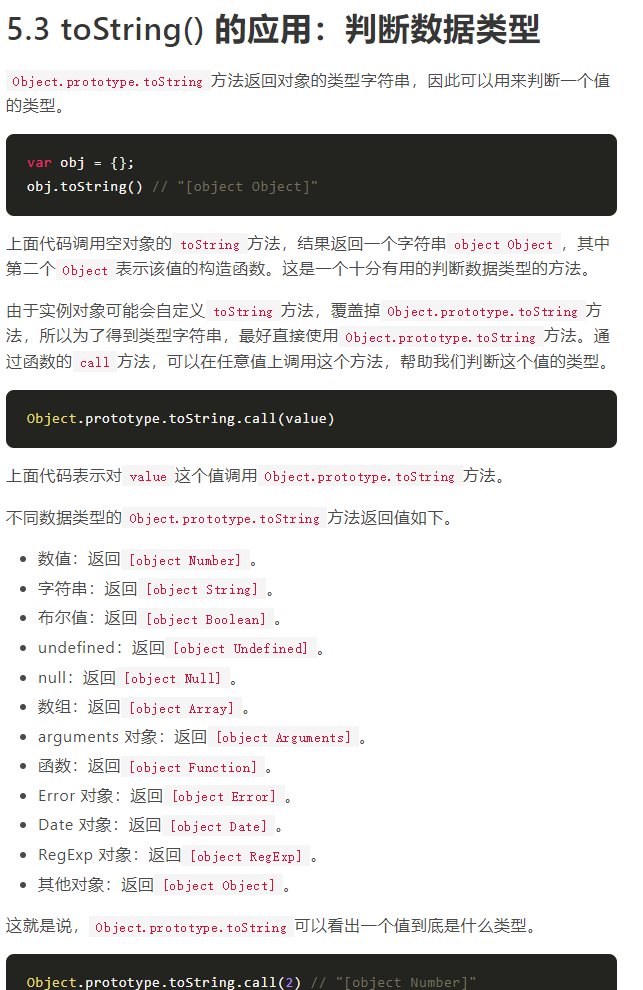 5.3 toString() 的应用：判断数据类型
Object.prototype.toString 方法返回对象的类型字符串，因此可以用来判断一个值
的类型。
var obj = {};
obj.toString() // "[object Object]"
上面代码调用空对象的 toString 方法，结果返回一个字符串 object Object ，其中
第二个 Object 表示该值的构造函数。这是一个十分有用的判断数据类型的方法。
由于实例对象可能会自定义 toString 方法，覆盖掉 Object.prototype.toString 方
法，所以为了得到类型字符串，最好直接使用 Object.prototype.toString 方法。通
过函数的 call 方法，可以在任意值上调用这个方法，帮助我们判断这个值的类型。
Object.prototype.toString.call(value)
上面代码表示对 value 这个值调用 Object.prototype.toString 方法。
不同数据类型的 Object.prototype.toString 方法返回值如下。
• 数值：返回 [object Number] 。
• 字符串：返回 [object String] 。
• 布尔值：返回 [object Boolean] 。
• undefined：返回 [object Undefined] 。
• null：返回 [object Null] 。
• 数组：返回 [object Array] 。
• arguments 对象：返回 [object Arguments] 。
• 函数：返回 [object Function] 。
• Error 对象：返回 [object Error] 。
• Date 对象：返回 [object Date] 。
• RegExp 对象：返回 [object RegExp] 。
• 其他对象：返回 [object Object] 。
这就是说， Object.prototype.toString 可以看出一个值到底是什么类型。
Object.prototype.toString.call(2) // "[object Number]"